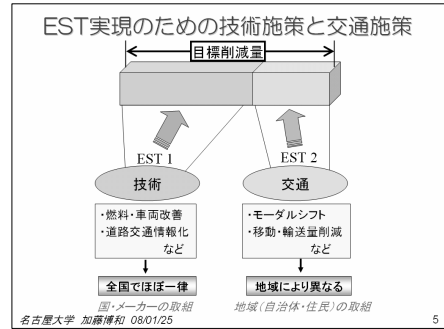 EST実現のための技術施策と交通施策
目標削減量
EST 1
EST 2
技術
交通
・燃料・車両改善
・道路交通情報化
など
・モーダルシフト
・移動・輸送量削減
など
全国でほぼ一律
地域により異なる
国・メーカーの取組
地域(自治体・住民)の取組
名古屋大学 加藤博和 08/01/25
5